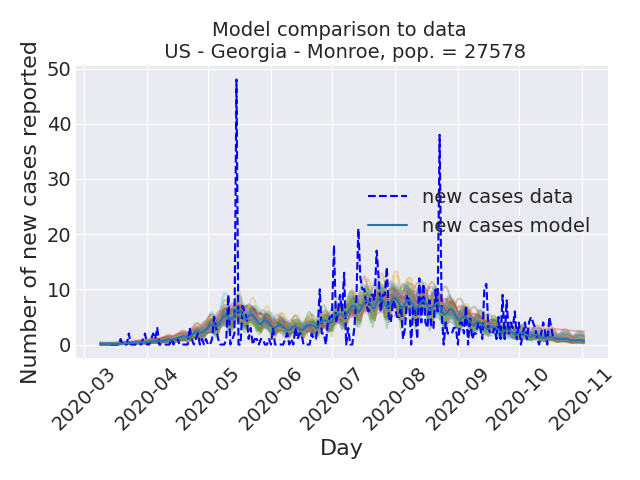 Model comparison to data
US - Georgia - Monroe, pop. = 27578
Number of new cases reported
50
40
30
20
10
0
new cases data
new cases model
2020-03
2020-04
2020-05
2020-06
2020-07
2020-08
2020-09
2020-10
2020-11
Day